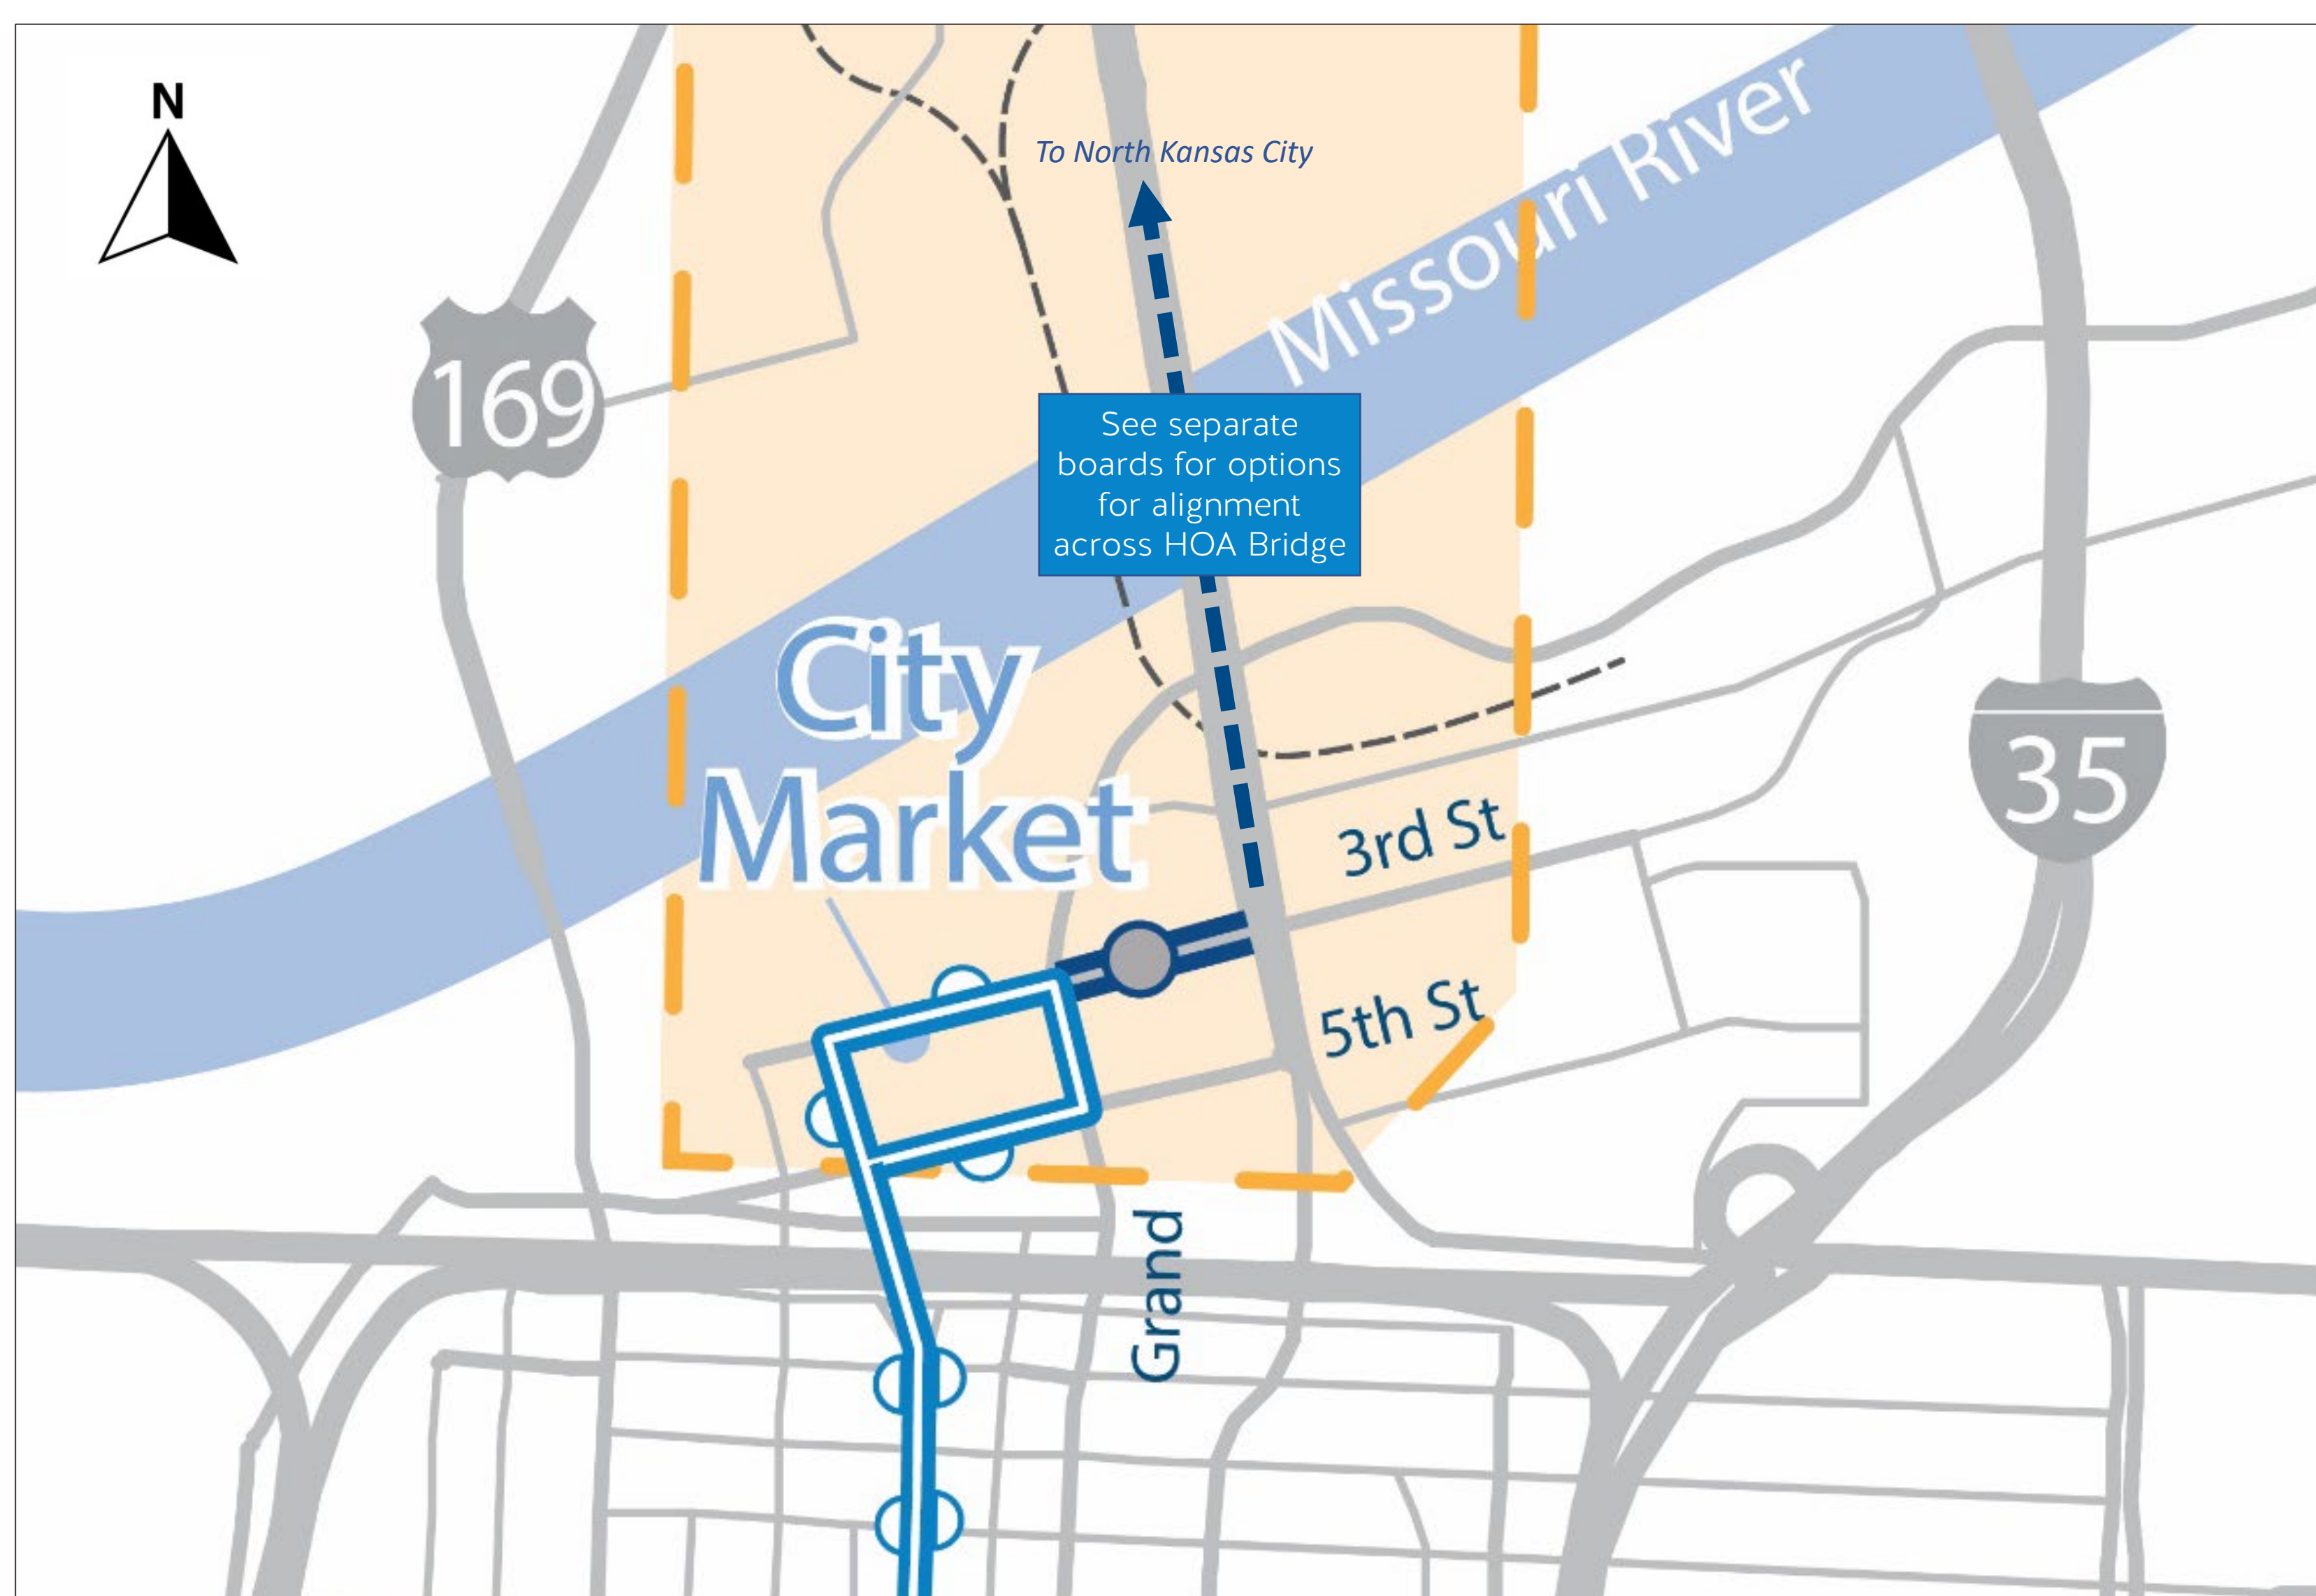 N
To North Kansas City
Missouri River
169
See separate
boards for options
for alignment
across HOA Bridge
City
Market
35
3rd St
5th St
Grand